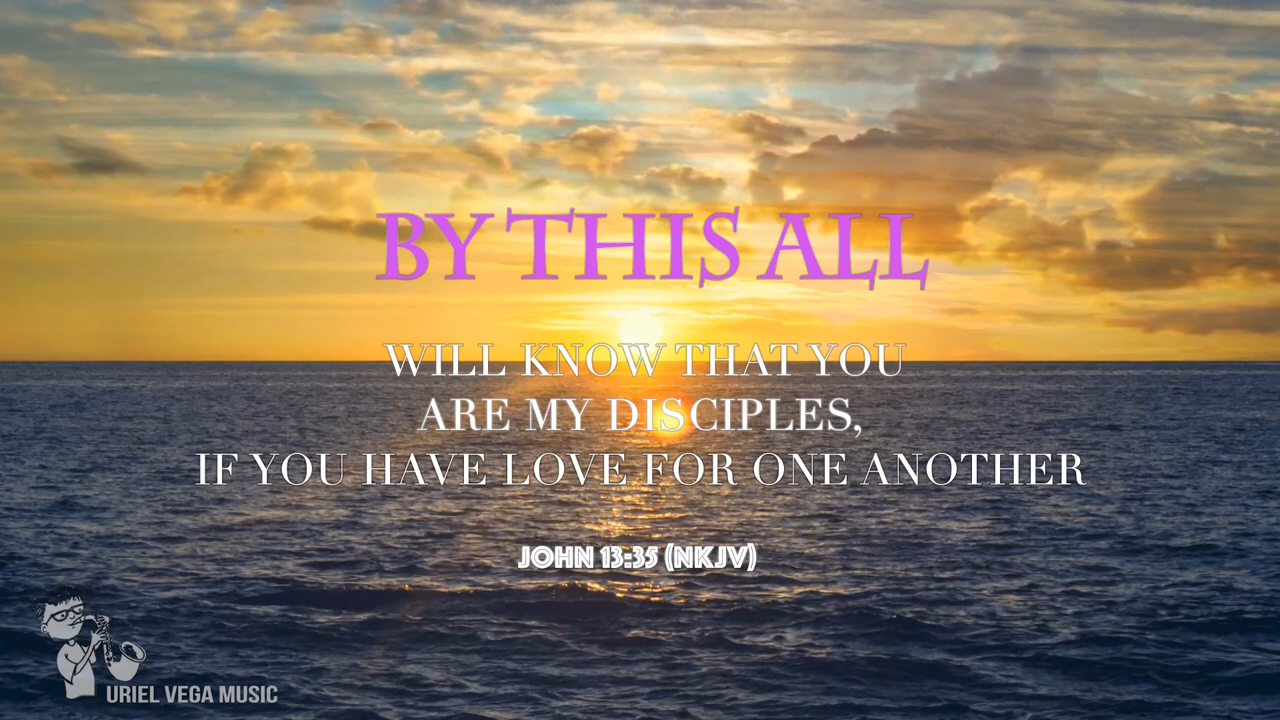 BY THIS ALL
WILL KNOW THAT YOU
ARE MY DISCIPLES,
IF YOU HAVE LOVE FOR ONE ANOTHER
JOHN 13:35 (NKJV)
URIEL VEGA MUSIC